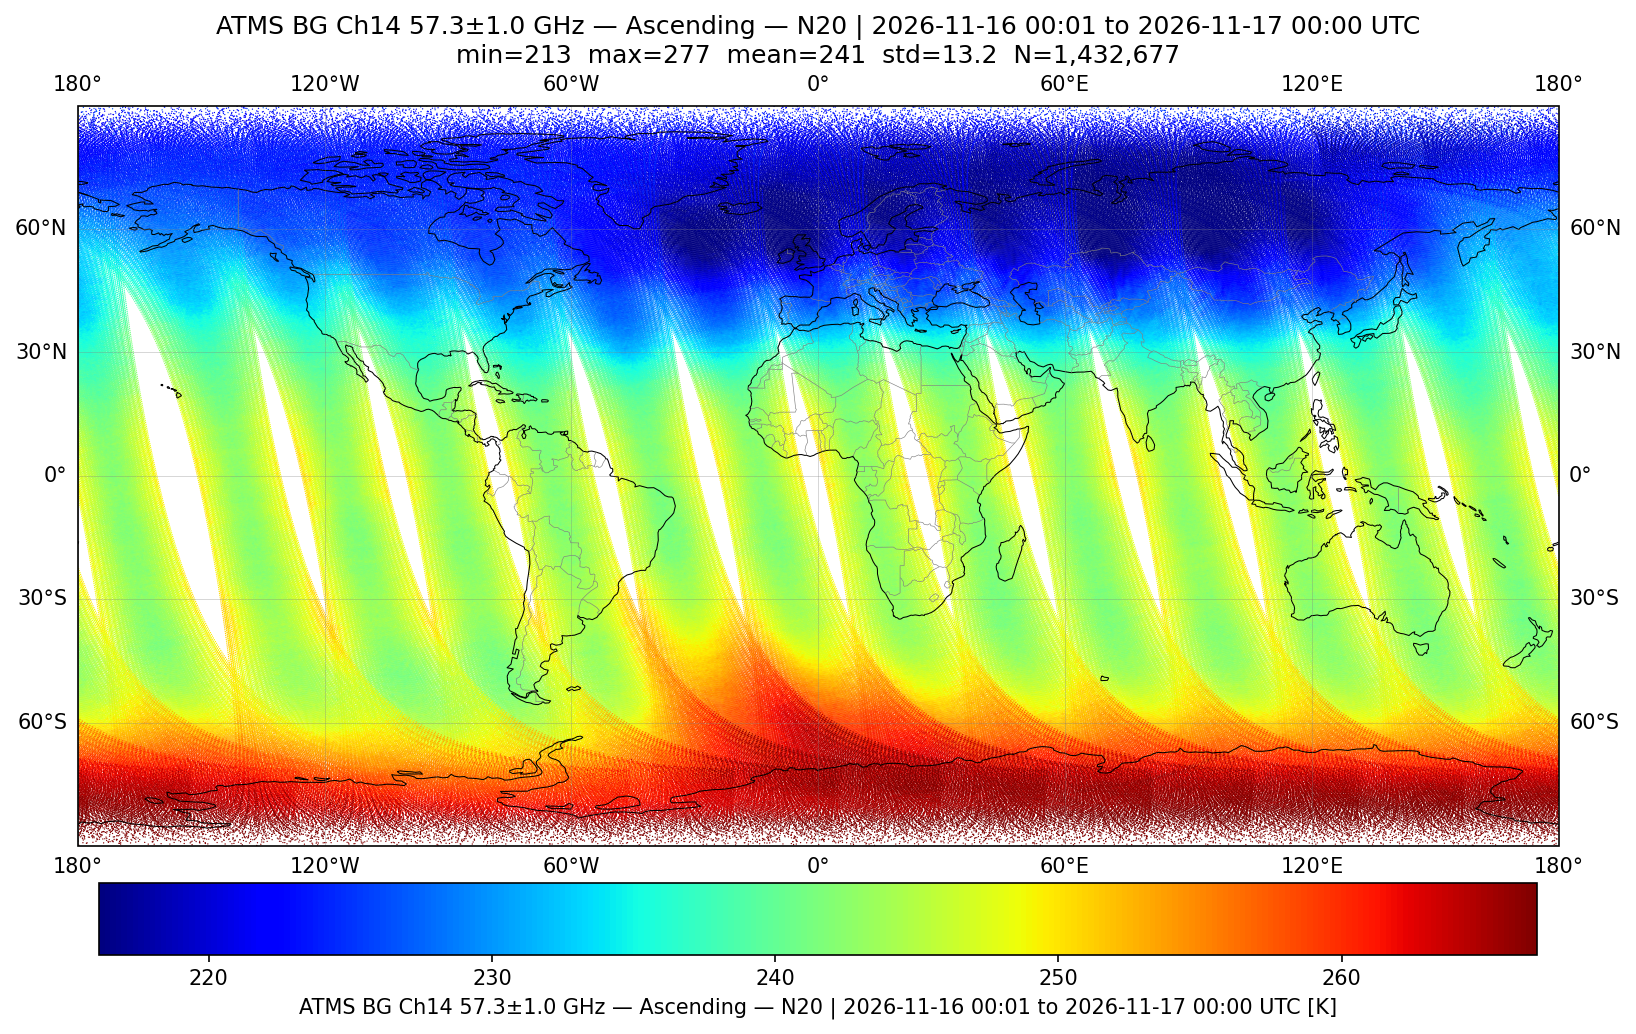 ATMS BG Ch14 57.3±1.0 GHz — Ascending — N20 | 2026-11-16 00:01 to 2026-11-17 00:00 UTC
min=213  max=277  mean=241  std=13.2  N=1,432,677
180° 120°W 60°W 0° 60°E 120°E 180°
60°N 60°N
30°N 30°N
0° 0°
30°S 30°S
60°S 60°S
180° 120°W 60°W 0° 60°E 120°E 180°
220 230 240 250 260
ATMS BG Ch14 57.3±1.0 GHz — Ascending — N20 | 2026-11-16 00:01 to 2026-11-17 00:00 UTC [K]